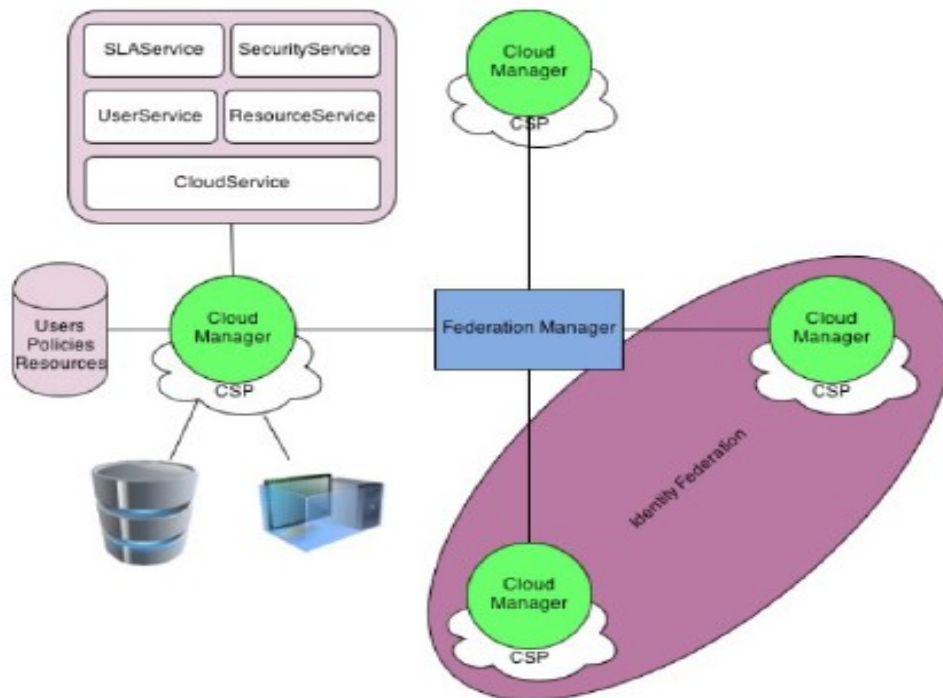 SLAService
SecurityService
UserService
ResourceService
CloudService
Cloud
Manager
CSP
Users
Policies
Resources
Cloud
Manager
CSP
Federation Manager
Cloud
Manager
CSP
Identity Federation
Cloud
Manager
CSP